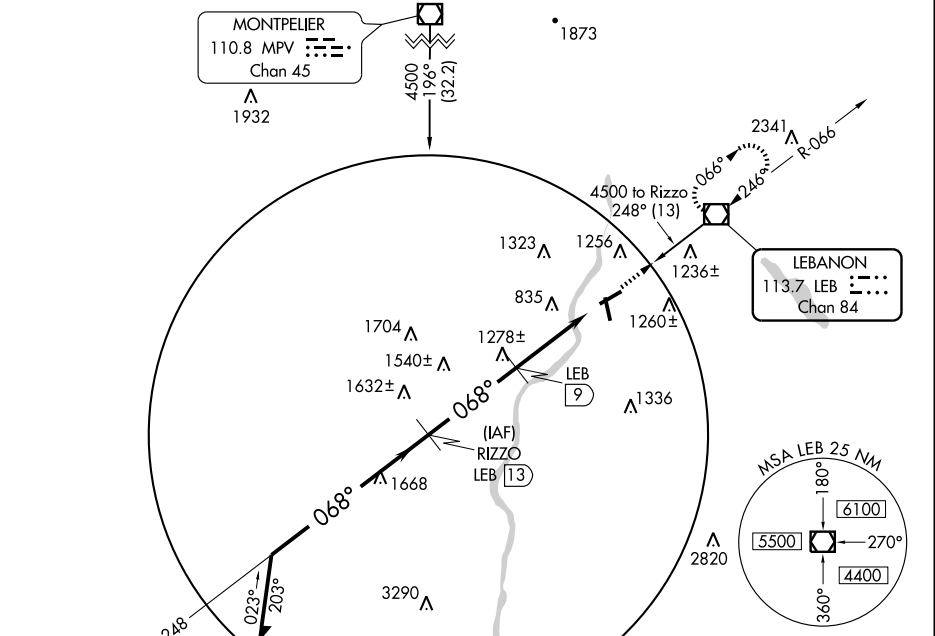 MONTPELIER
110.8 MPV
Chan 45
1873
1932
4500
196°
(32.2)
2341
R-066
066°
246°
4500 to Rizzo
248° (13)
LEBANON
113.7 LEB
Chan 84
1323
1256
1236±
835
1260±
1704
1278±
1540±
LEB
9
1632±
068°
1336
(IAF)
RIZZO
LEB 13
1668
068°
MSA LEB 25 NM
180°
6100
5500
270°
4400
360°
2820
3290
023°
203°
248